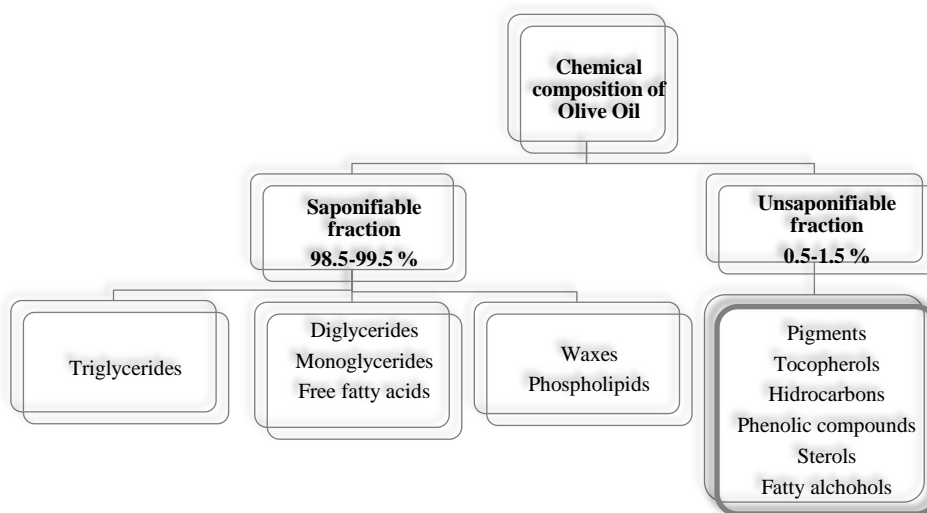 Chemical
composition of
Olive Oil
Saponifiable
fraction
98.5-99.5 %
Unsaponifiable
fraction
0.5-1.5 %
Triglycerides
Diglycerides
Monoglycerides
Free fatty acids
Waxes
Phospholipids
Pigments
Tocopherols
Hidrocarbons
Phenolic compounds
Sterols
Fatty alchohols